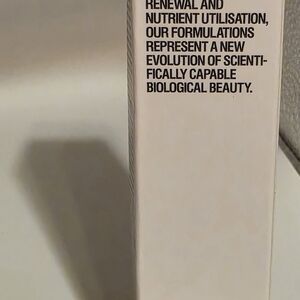 RENEWAL AND
NUTRIENT UTILISATION,
OUR FORMULATIONS
REPRESENT A NEW
EVOLUTION OF SCIENTI-
FICALLY CAPABLE
BIOLOGICAL BEAUTY.